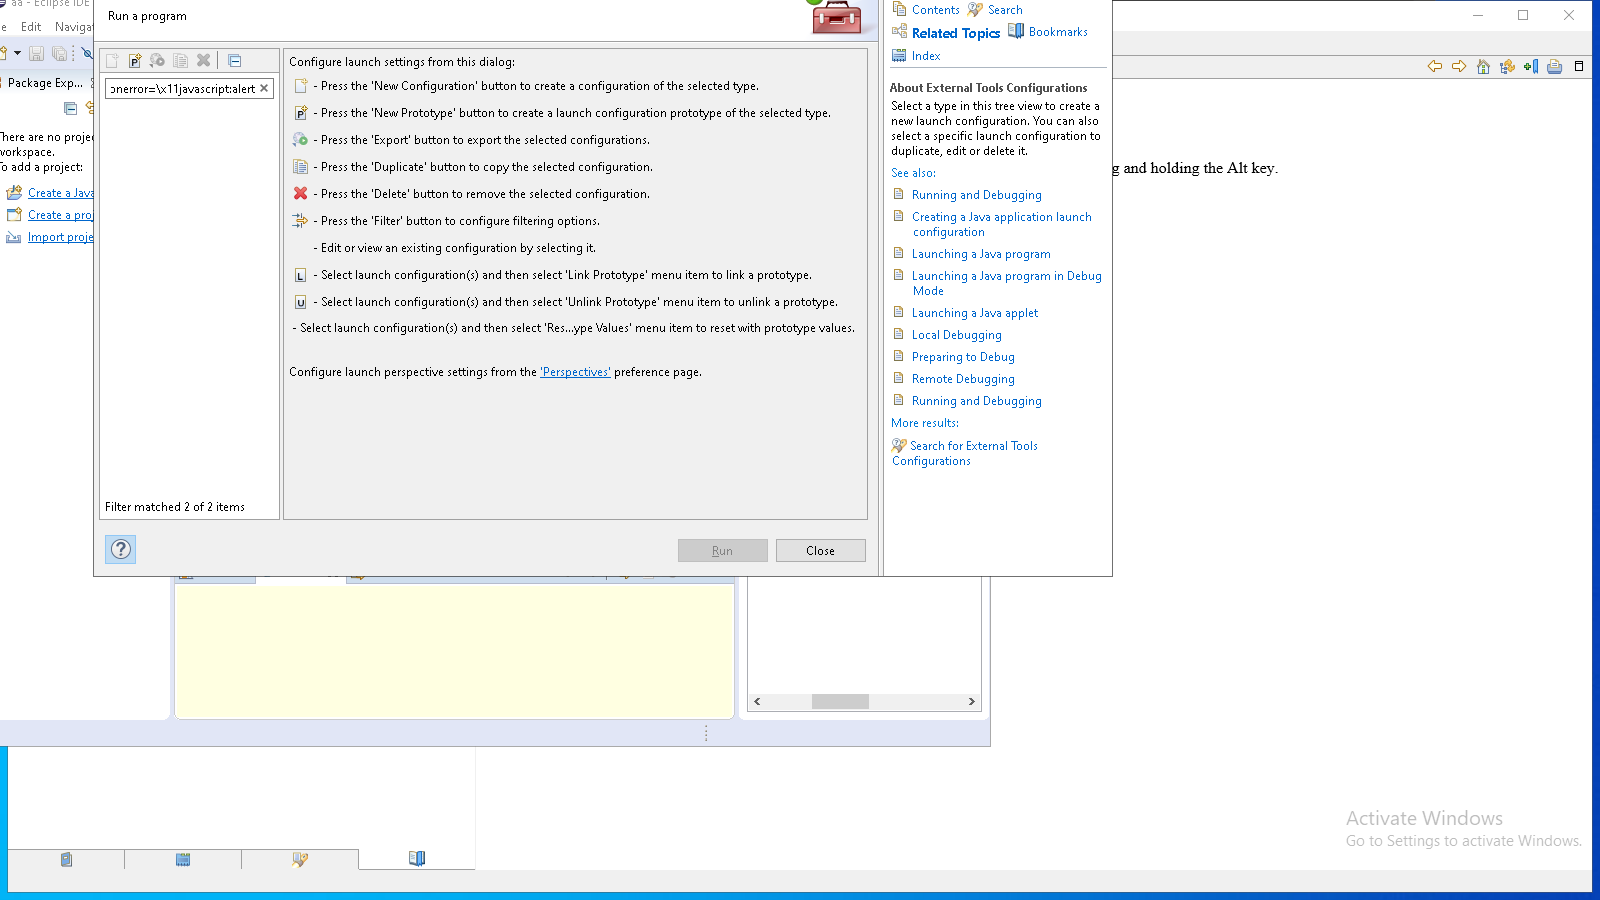 aa - Eclipse IDE
Edit
Package Exp...
There are no
workspace.
To add a project:
Create a Java
Create a
Import
Run a program
onerror=\x11javascript:alert
Filter matched 2 of 2 items
Configure launch settings from this dialog:
- Press the 'New Configuration' button to create a configuration of the selected type.
P - Press the 'New Prototype' button to create a launch configuration prototype of the selected type.
- Press the 'Export' button to export the selected configurations.
- Press the 'Duplicate' button to copy the selected configuration.
- Press the 'Delete' button to remove the selected configuration.
- Press the 'Filter' button to configure filtering options.
- Edit or view an existing configuration by selecting it.
L - Select launch configuration(s) and then select 'Link Prototype' menu item to link a prototype.
U - Select launch configuration(s) and then select 'Unlink Prototype' menu item to unlink a prototype.
- Select launch configuration(s) and then select 'Res...ype Values' menu item to reset with prototype values.
Configure launch perspective settings from the 'Perspectives' preference page.
Run
Close
Contents Search
Related Topics Bookmarks
Index
About External Tools Configurations
Select a type in this tree view to create a
new launch configuration. You can also
select a specific launch configuration to
duplicate, edit or delete it.
See also:
Running and Debugging
Creating a Java application launch
configuration
Launching a Java program
Launching a Java program in Debug
Mode
Launching a Java applet
Local Debugging
Preparing to Debug
Remote Debugging
Running and Debugging
More results:
Search for External Tools
Configurations
and holding the Alt key.
Activate Windows
Go to Settings to activate Windows.